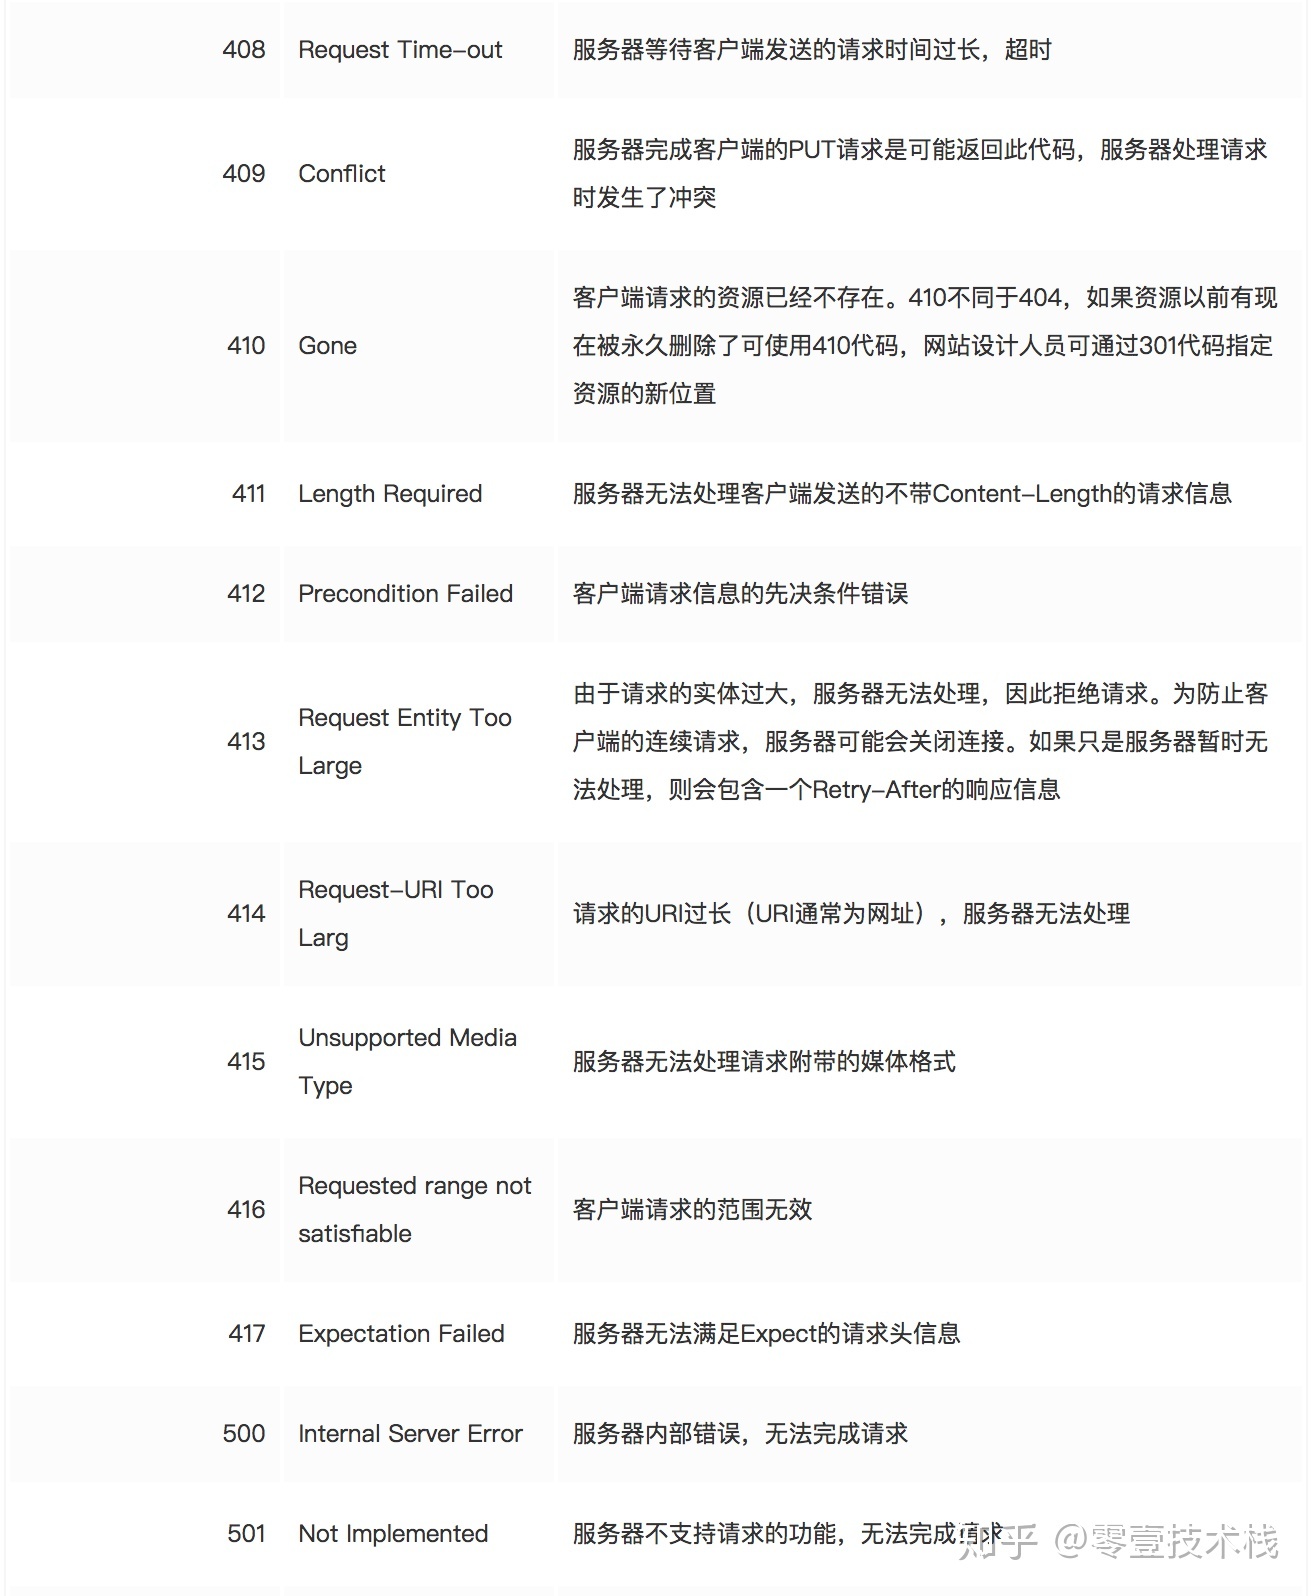 408 Request Time-out 服务器等待客户端发送的请求时间过长，超时
409 Conflict 服务器完成客户端的PUT请求是可能返回此代码，服务器处理请求
时发生了冲突
410 Gone 客户端请求的资源已经不存在。410不同于404，如果资源以前有现
在被永久删除了可使用410代码，网站设计人员可通过301代码指定
资源的新位置
411 Length Required 服务器无法处理客户端发送的不带Content-Length的请求信息
412 Precondition Failed 客户端请求信息的先决条件错误
413 Request Entity Too
Large
由于请求的实体过大，服务器无法处理，因此拒绝请求。为防止客
户端的连续请求，服务器可能会关闭连接。如果只是服务器暂时无
法处理，则会包含一个Retry-After的响应信息
414 Request-URI Too
Larg
请求的URI过长（URI通常为网址），服务器无法处理
415 Unsupported Media
Type
服务器无法处理请求附带的媒体格式
416 Requested range not
satisfiable
客户端请求的范围无效
417 Expectation Failed 服务器无法满足Expect的请求头信息
500 Internal Server Error 服务器内部错误，无法完成请求
501 Not Implemented 服务器不支持请求的功能，无法完成请求
知乎 @零壹技术栈